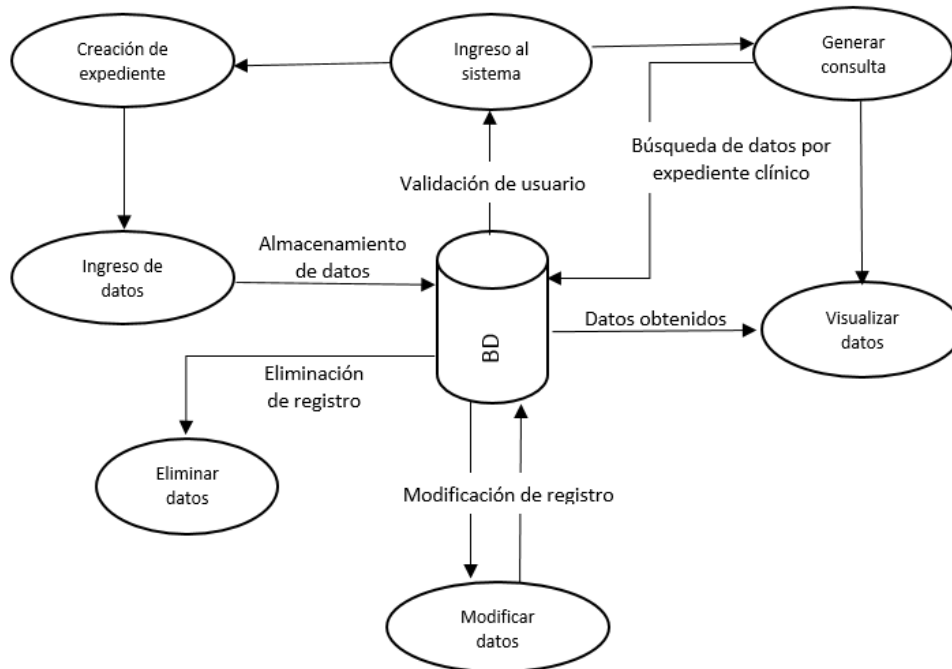 Creación de
expediente
Ingreso al
sistema
Generar
consulta
Búsqueda de datos por
expediente clínico
Validación de usuario
Ingreso de
datos
Almacenamiento
de datos
BD
Datos obtenidos
Visualizar
datos
Eliminación
de registro
Eliminar
datos
Modificación de registro
Modificar
datos